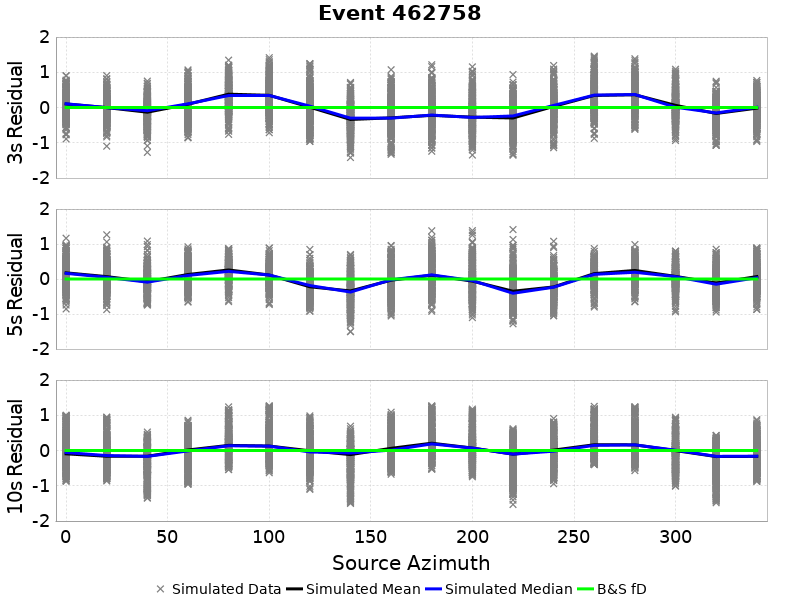 Event 462758
3s Residual
2
1
0
-1
-2
5s Residual
2
1
0
-1
-2
10s Residual
2
1
0
-1
-2
0 50 100 150 200 250 300
Source Azimuth
Simulated Data Simulated Mean Simulated Median B&S fD